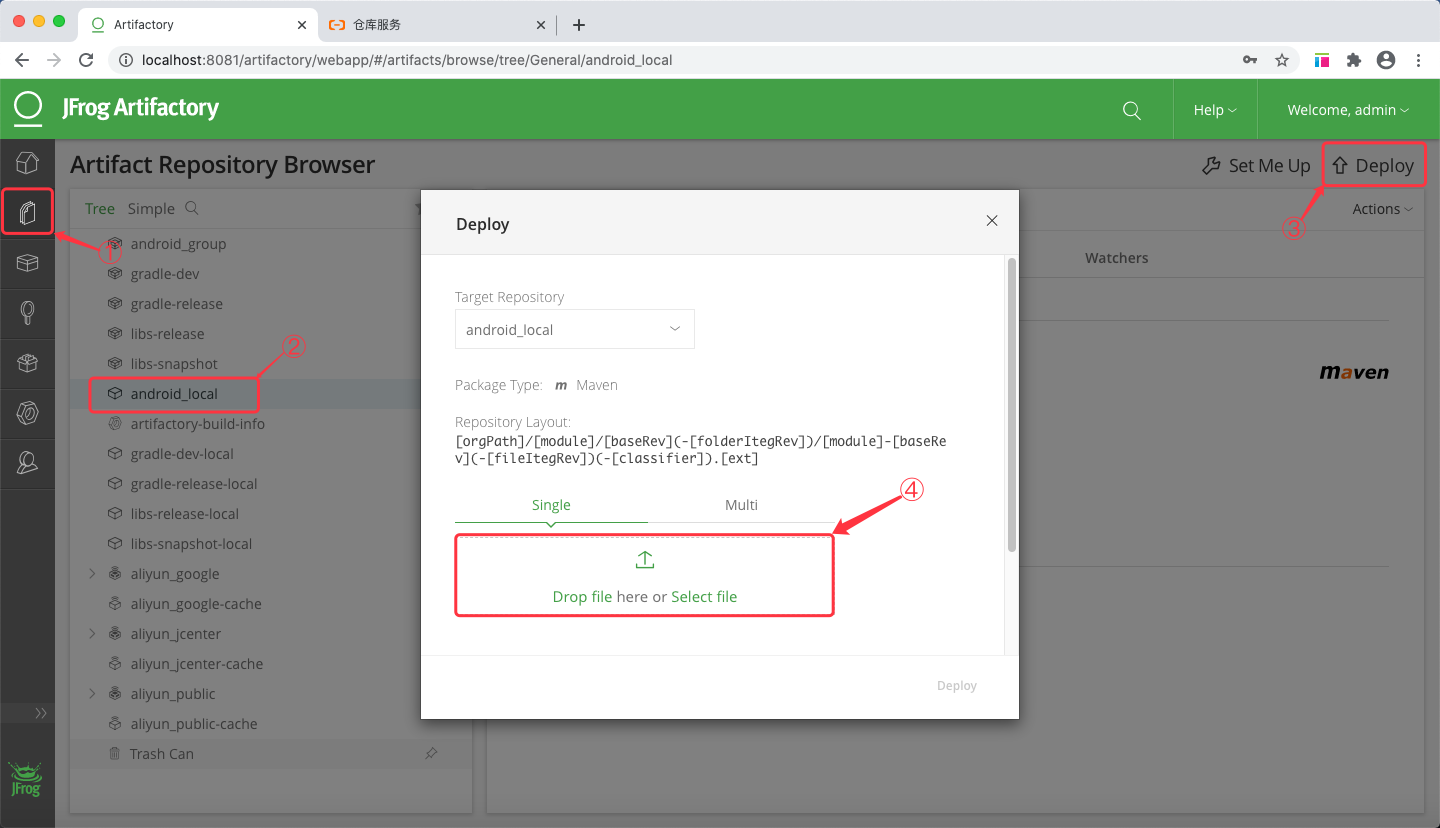 Artifactory
仓库服务
localhost:8081/artifactory/webapp/#/artifacts/browse/tree/General/android_local
JFrog Artifactory
Help
Welcome, admin
Artifact Repository Browser
Set Me Up
Deploy
Tree Simple
Actions
①
③
android_group
gradle-dev
gradle-release
libs-release
libs-snapshot
②
android_local
artifactory-build-info
gradle-dev-local
gradle-release-local
libs-release-local
libs-snapshot-local
aliyun_google
aliyun_google-cache
aliyun_jcenter
aliyun_jcenter-cache
aliyun_public
aliyun_public-cache
Trash Can
JFrog
Watchers
maven
Deploy
Target Repository
android_local
Package Type: m Maven
Repository Layout:
[orgPath]/[module]/[baseRev](-[folderItegRev])/[module]-[baseRe
v](-[fileItegRev])(-[classifier]).[ext]
④
Single Multi
Drop file here or Select file
Deploy